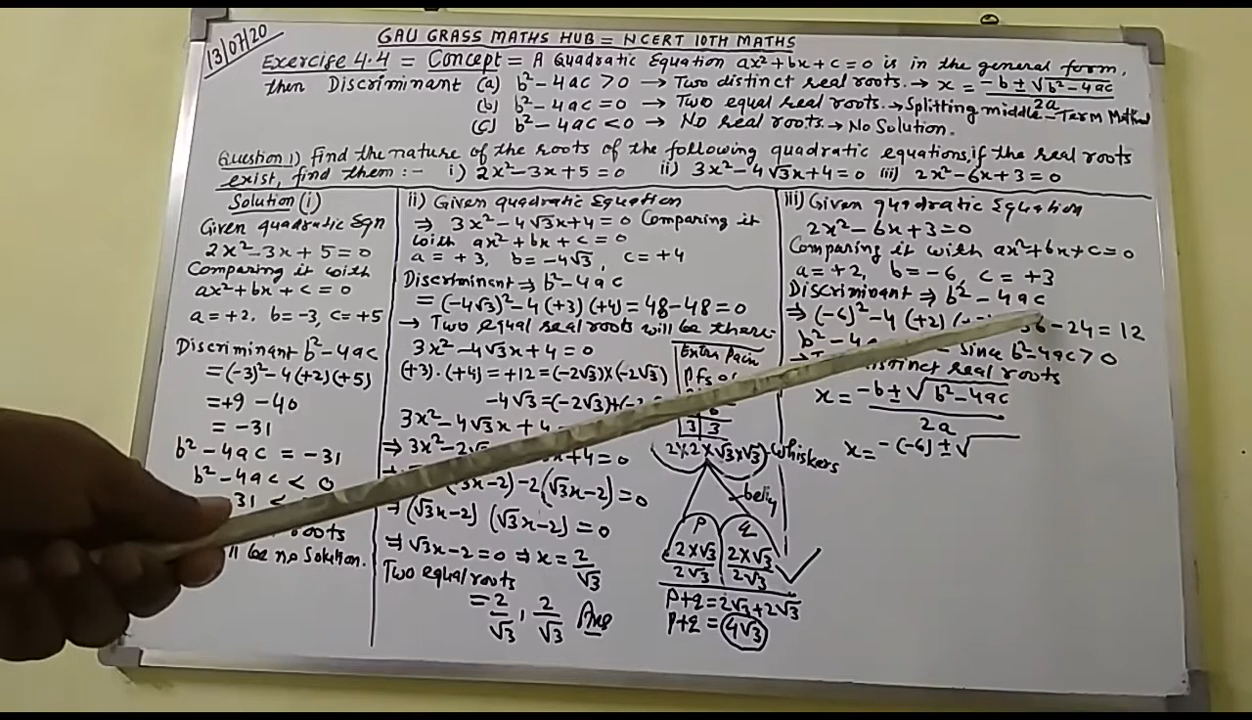 13/07/20
GAU GRASS MATHS HUB = NCERT 10TH MATHS
Exercise 4.4 = Concept = A Quadratic Equation ax²+bx+c=0 is in the general form,
then Discriminant (a) b²-4ac>0 → Two distinct real roots. → x = -b±√b²-4ac / 2a
(b) b²-4ac=0 → Two equal real roots. → Splitting middle-Term Method
(c) b²-4ac<0 → No real roots. → No Solution.
Question 1) Find the nature of the roots of the following quadratic equations, if the real roots
exist, find them :- i) 2x²-3x+5=0 ii) 3x²-4√3x+4=0 iii) 2x²-6x+3=0
Solution (i)
Given quadratic Eqn
2x²-3x+5=0
Comparing it with
ax²+bx+c=0
a=+2, b=-3, c=+5
Discriminant b²-4ac
=(-3)²-4(+2)(+5)
=+9-40
=-31
b²-4ac=-31
b²-4ac<0
31 <
roots
be no Solution.
ii) Given quadratic Equation
⇒ 3x²-4√3x+4=0 Comparing it
with ax²+bx+c=0
a=+3, b=-4√3, c=+4
Discriminant ⇒ b²-4ac
=(-4√3)²-4(+3)(+4)=48-48=0
→ Two equal real roots will be there.
3x²-4√3x+4=0
(+3).(+4)=+12=(-2√3)×(-2√3)
-4√3=(-2√3)+(-2
3x²-4√3x+4
⇒ 3x²-2√ x+4=0
3x-2)-2(√3x-2)=0
⇒ (√3x-2)(√3x-2)=0
⇒ √3x-2=0 ⇒ x=2/√3
Two equal roots
=2/√3, 2/√3 Ans
Extra Pain
Pfs of
3 3
2×2×√3×√3 whiskers
belly
p q
2×√3 2×√3
2√3 2√3
p+q=2√3+2√3
p+q=4√3
iii) Given quadratic Equation
2x²-6x+3=0
Comparing it with ax²+bx+c=0
a=+2, b=-6, c=+3
Discriminant ⇒ b²-4ac
⇒ (-6)²-4(+2)( 36-24=12
b²-4a Since b²-4ac>0
distinct real roots
x = -b±√b²-4ac / 2a
x = -(-6)±√